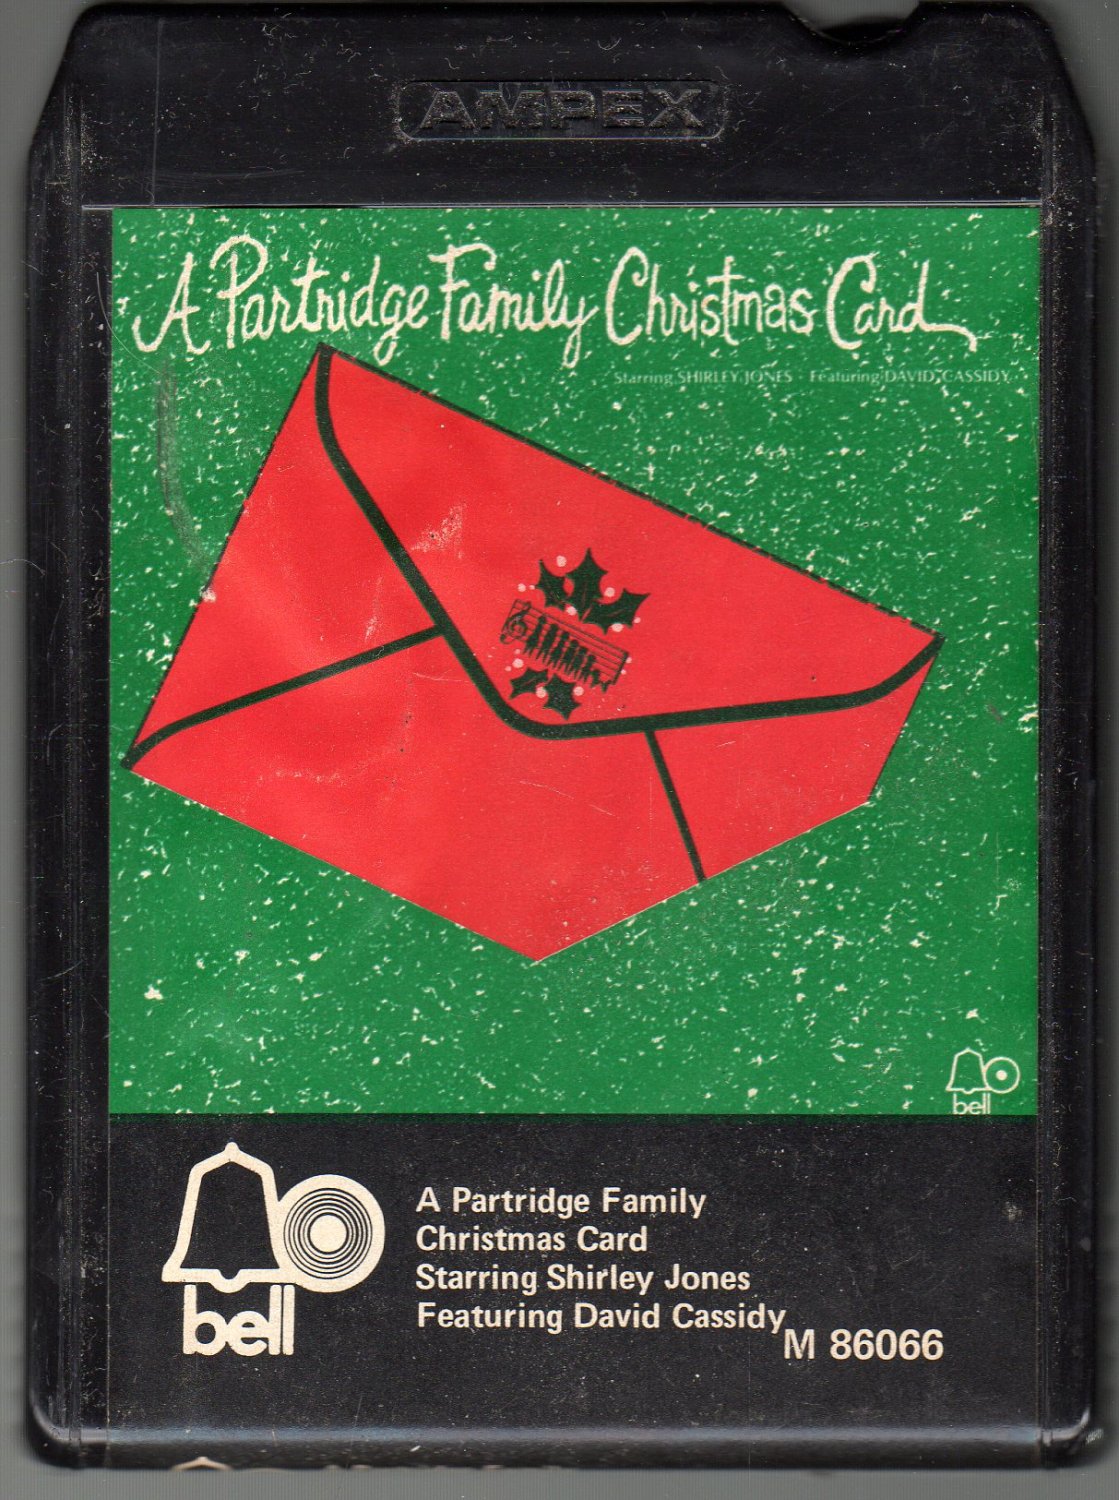 AMPEX
A Partridge Family Christmas Card
Starring SHIRLEY JONES · Featuring DAVID CASSIDY
bell
bell
A Partridge Family
Christmas Card
Starring Shirley Jones
Featuring David Cassidy
M 86066